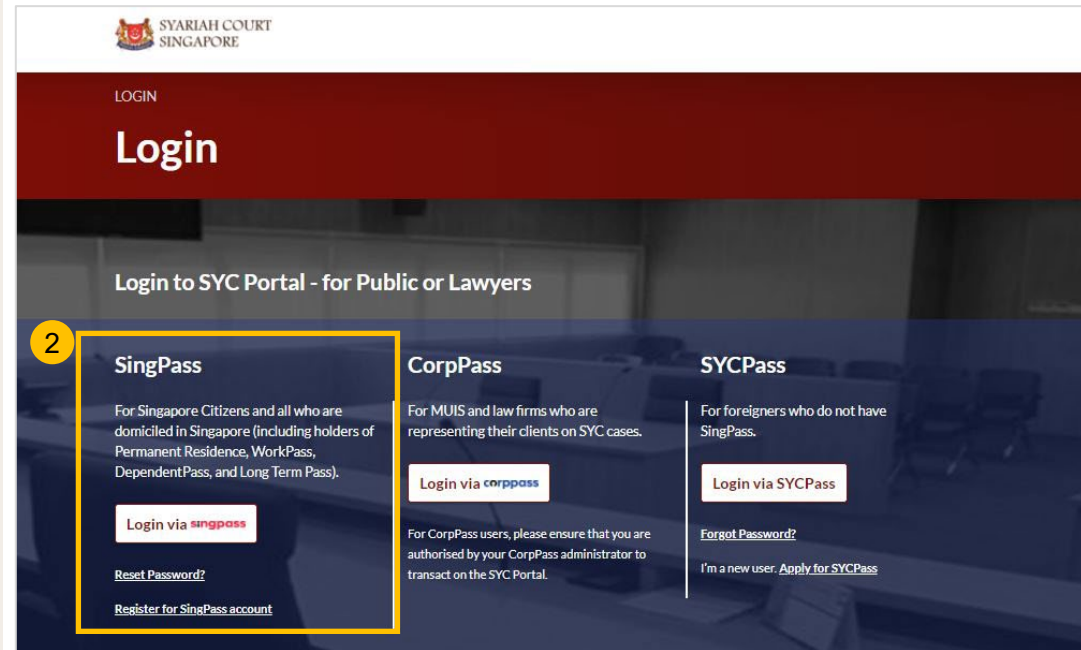 SYARIAH COURT
SINGAPORE
LOGIN
Login
Login to SYC Portal - for Public or Lawyers
2
SingPass
For Singapore Citizens and all who are
domiciled in Singapore (including holders of
Permanent Residence, WorkPass,
DependentPass, and Long Term Pass).
Login via singpass
Reset Password?
Register for SingPass account
CorpPass
For MUIS and law firms who are
representing their clients on SYC cases.
Login via corppass
For CorpPass users, please ensure that you are
authorised by your CorpPass administrator to
transact on the SYC Portal.
SYCPass
For foreigners who do not have
SingPass.
Login via SYCPass
Forgot Password?
I'm a new user. Apply for SYCPass